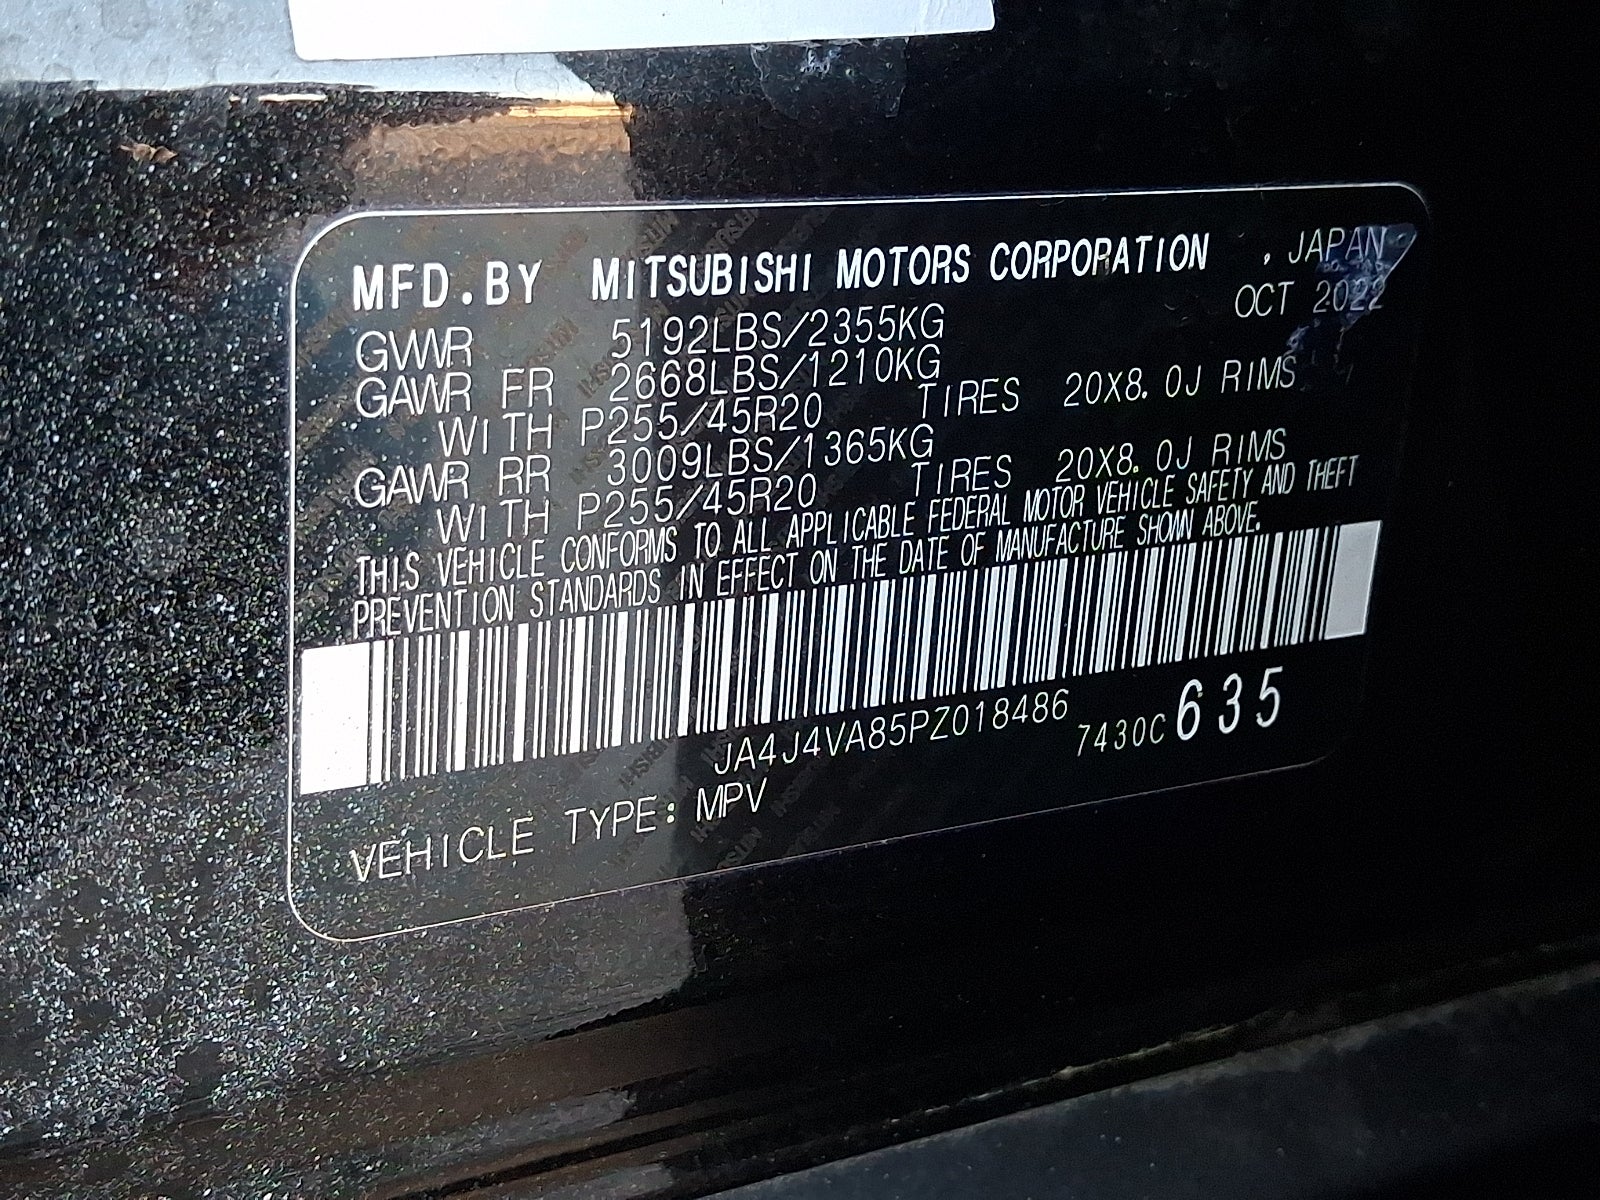 MFD.BY MITSUBISHI MOTORS CORPORATION , JAPAN
GVWR 5192LBS/2355KG OCT 2022
GAWR FR 2668LBS/1210KG
WITH P255/45R20 TIRES 20X8.0J RIMS
GAWR RR 3009LBS/1365KG
WITH P255/45R20 TIRES 20X8.0J RIMS
THIS VEHICLE CONFORMS TO ALL APPLICABLE FEDERAL MOTOR VEHICLE SAFETY AND THEFT
PREVENTION STANDARDS IN EFFECT ON THE DATE OF MANUFACTURE SHOWN ABOVE.
JA4J4VA85PZ018486 7430C 635
VEHICLE TYPE: MPV